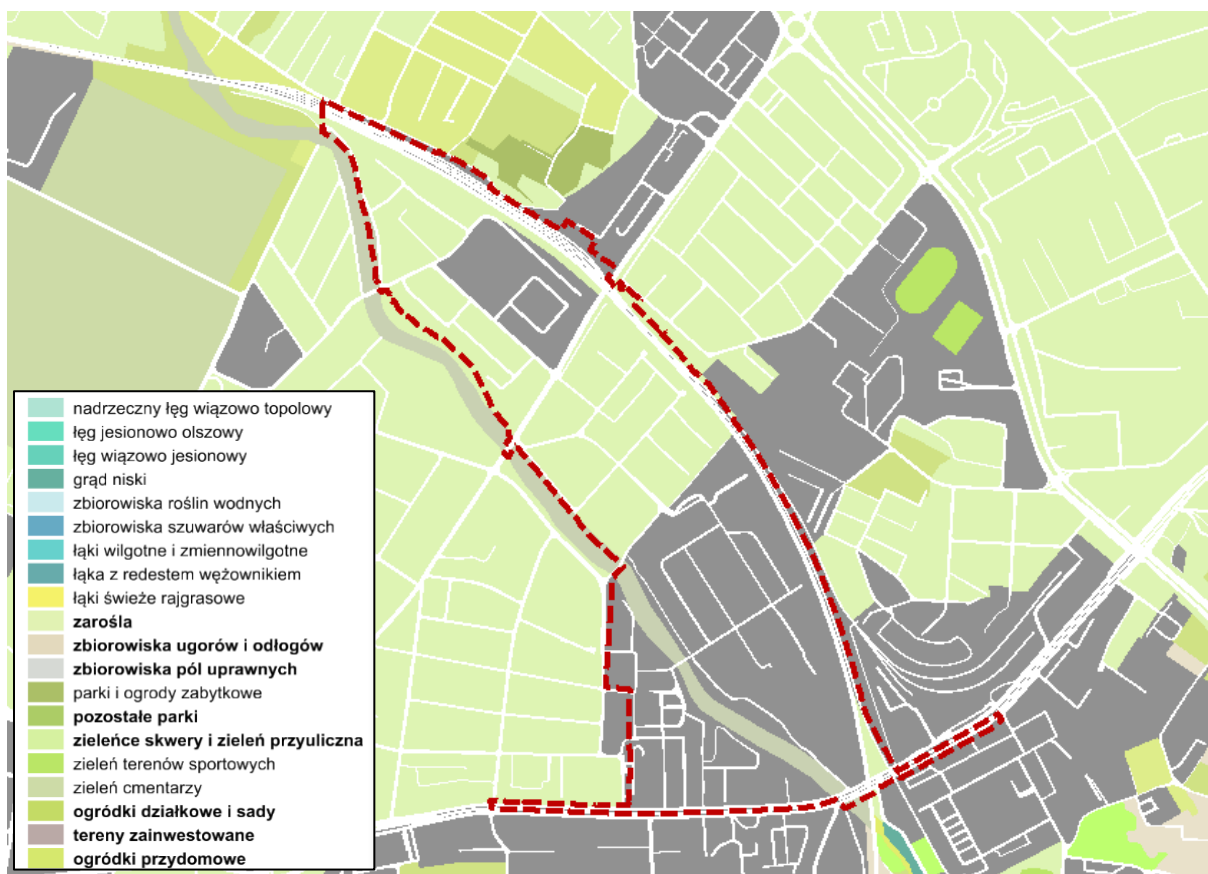 nadrzeczny łęg wiązowo topolowy
łęg jesionowo olszowy
łęg wiązowo jesionowy
grąd niski
zbiorowiska roślin wodnych
zbiorowiska szuwarów właściwych
łąki wilgotne i zmiennowilgotne
łąka z redestem wężownikiem
łąki świeże rajgrasowe
zarośla
zbiorowiska ugorów i odłogów
zbiorowiska pól uprawnych
parki i ogrody zabytkowe
pozostałe parki
zieleńce skwery i zieleń przyuliczna
zieleń terenów sportowych
zieleń cmentarzy
ogródki działkowe i sady
tereny zainwestowane
ogródki przydomowe